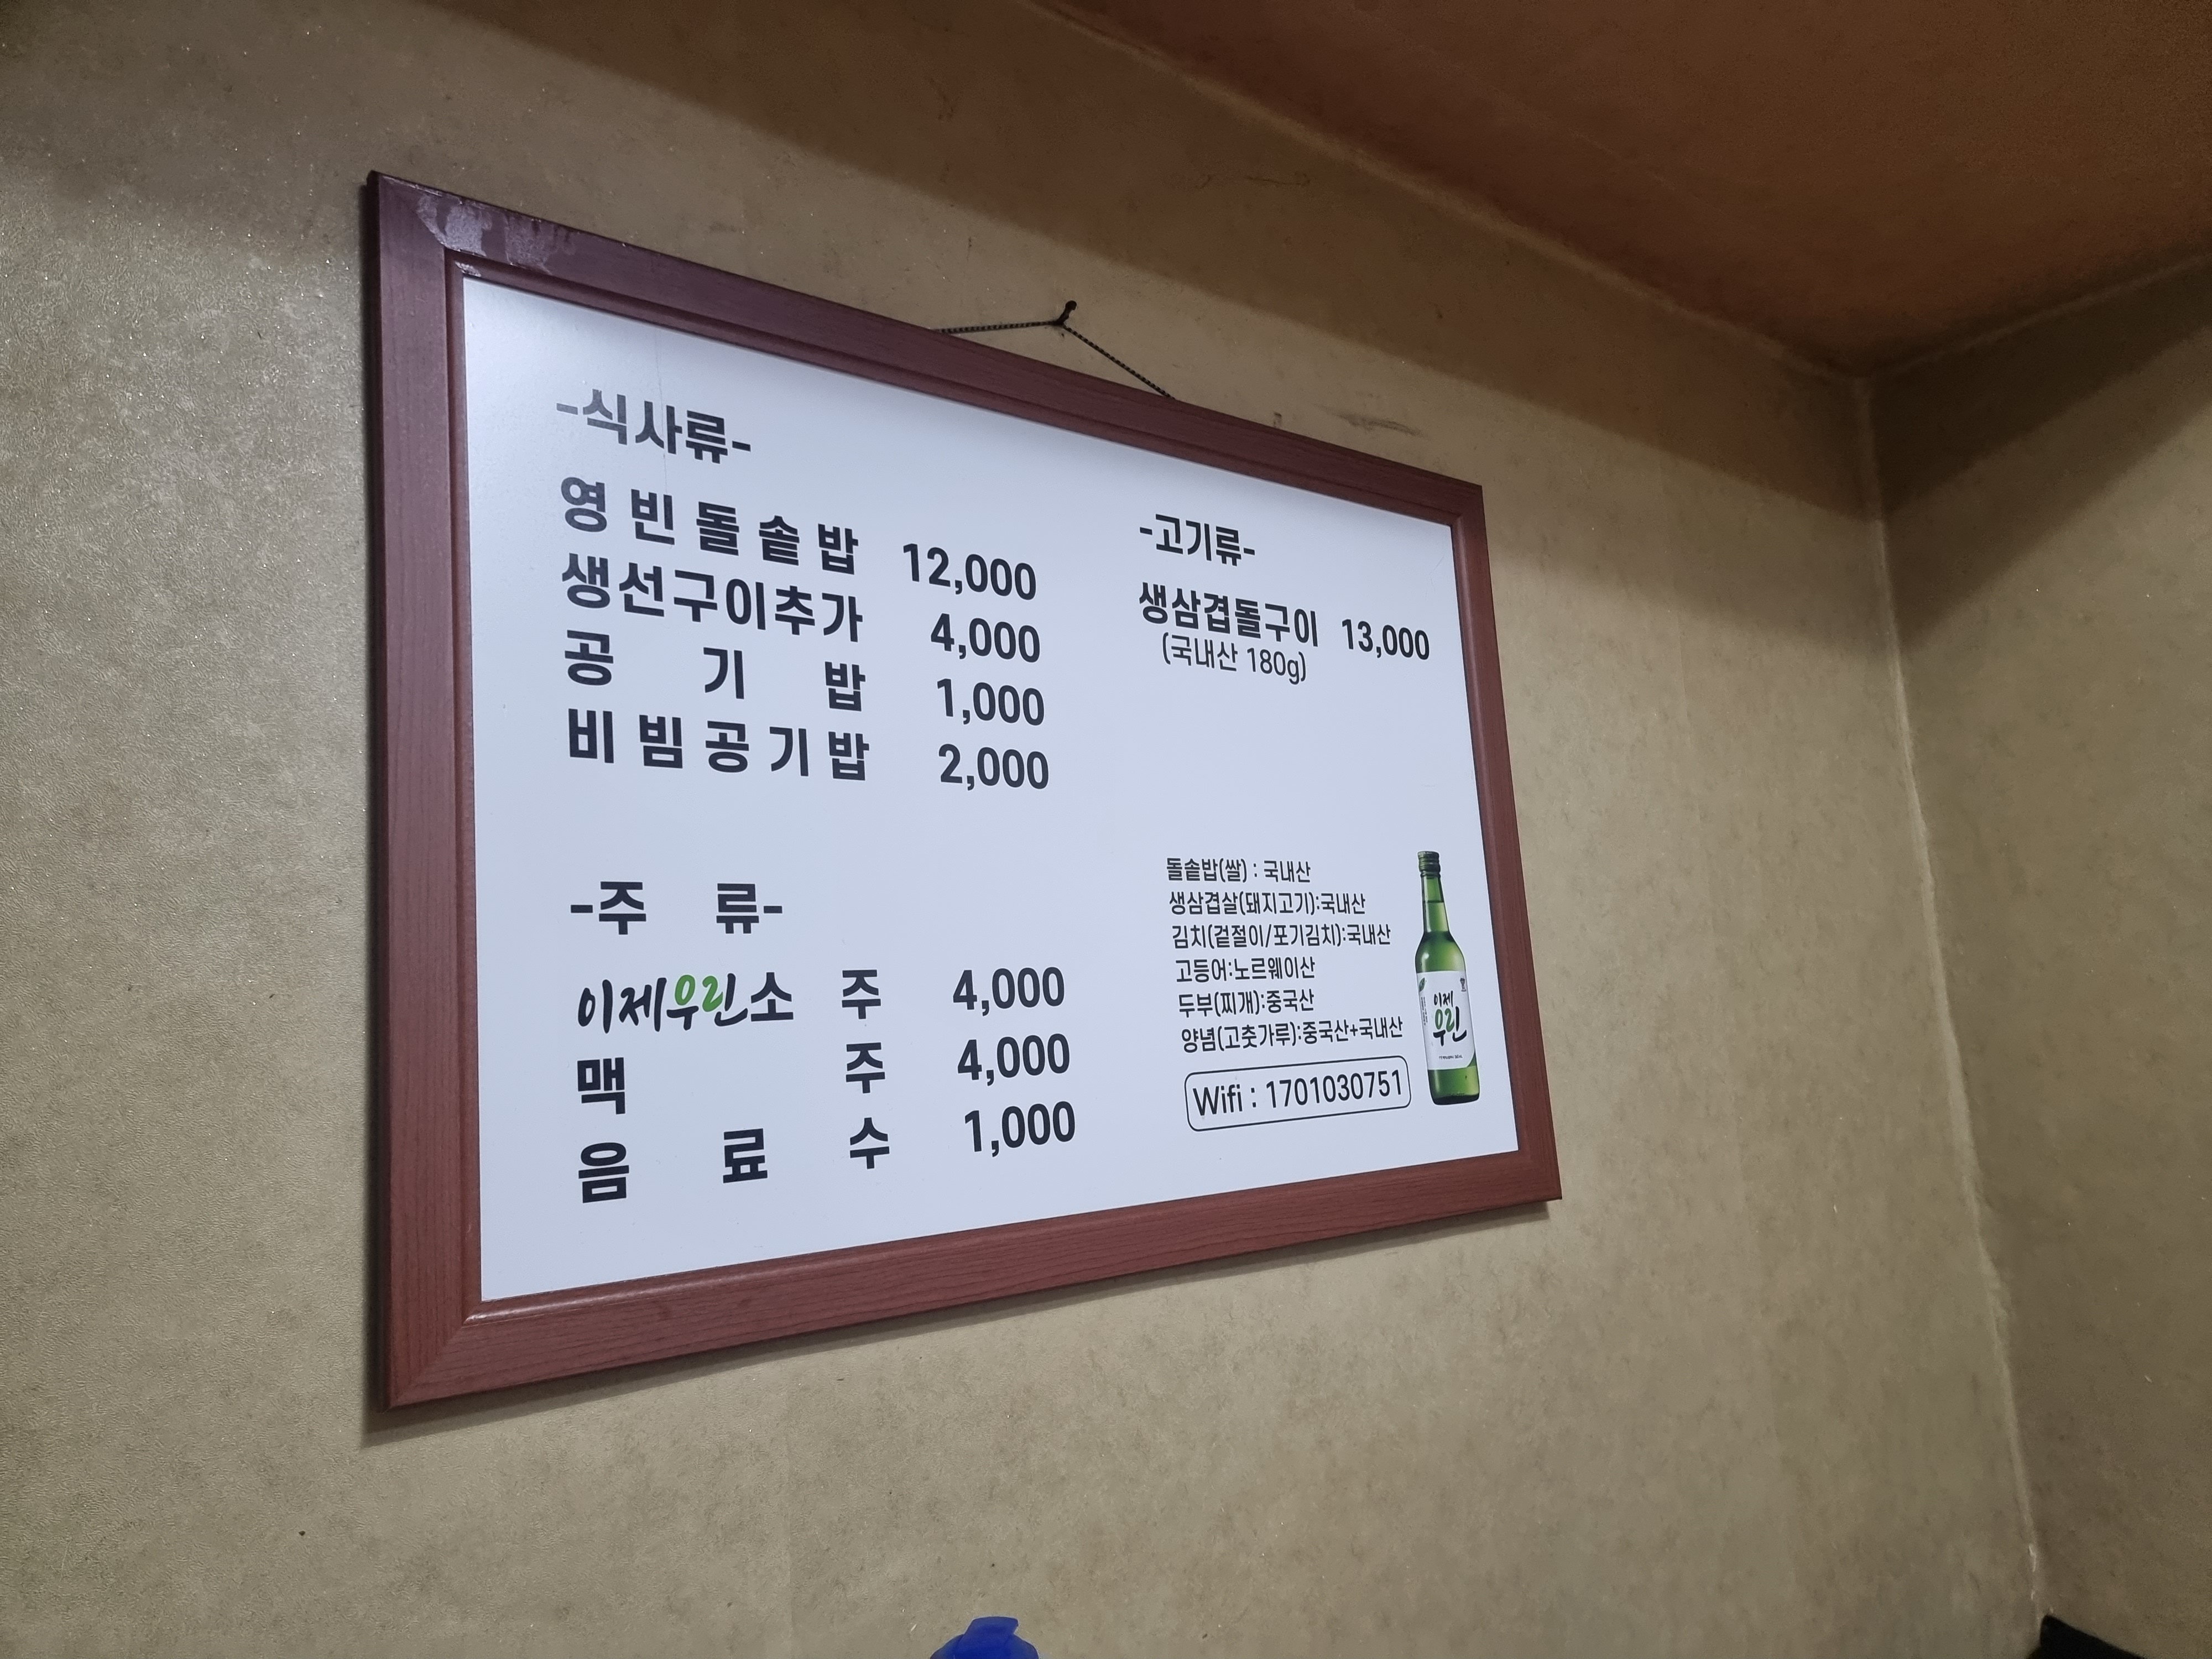 -식사류-
영빈돌솥밥 12,000
생선구이추가 4,000
공기밥 1,000
비빔공기밥 2,000
-주류-
이제우린소주 4,000
맥주 4,000
음료수 1,000
-고기류-
생삼겹돌구이 13,000
(국내산 180g)
돌솥밥(쌀) : 국내산
생삼겹살(돼지고기):국내산
김치(겉절이/포기김치):국내산
고등어:노르웨이산
두부(찌개):중국산
양념(고춧가루):중국산+국내산
Wifi : 1701030751
이제
우린